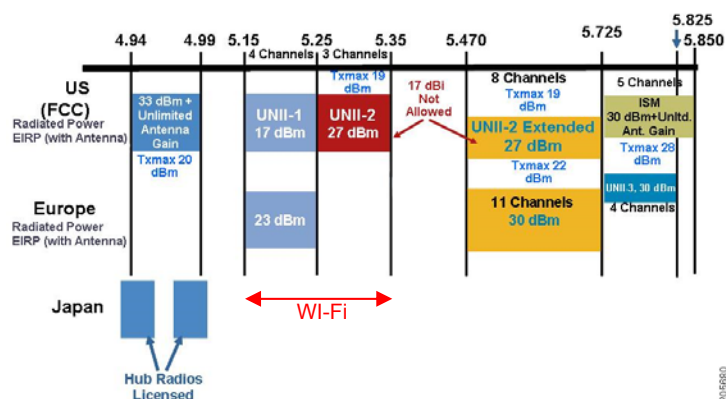 5.825
4.94 4.99 5.15 5.25 5.35 5.470 5.725 5.850
4 Channels 3 Channels
US
(FCC)
Radiated Power
EIRP (with Antenna)
33 dBm +
Unlimited
Antenna
Gain
Txmax 20
dBm
UNII-1
17 dBm
Txmax 19
dBm
UNII-2
27 dBm
17 dBi
Not
Allowed
8 Channels
Txmax 19
dBm
UNII-2 Extended
27 dBm
Txmax 22
dBm
5 Channels
ISM
30 dBm+Unltd.
Ant. Gain
Txmax 28
dBm
UNII-3, 30 dBm
4 Channels
Europe
Radiated Power
EIRP (with Antenna)
23 dBm
11 Channels
30 dBm
Japan
WI-Fi
Hub Radios
Licensed